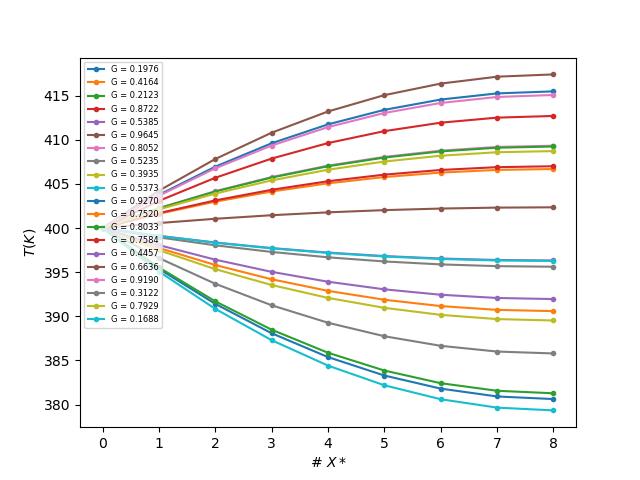 G = 0.1976
G = 0.4164
G = 0.2123
G = 0.8722
G = 0.5385
G = 0.9645
G = 0.8052
G = 0.5235
G = 0.3935
G = 0.5373
G = 0.9270
G = 0.7520
G = 0.8033
G = 0.7584
G = 0.4457
G = 0.6636
G = 0.9190
G = 0.3122
G = 0.7929
G = 0.1688
415
410
405
400
395
390
385
380
T(K)
0 1 2 3 4 5 6 7 8
# X*